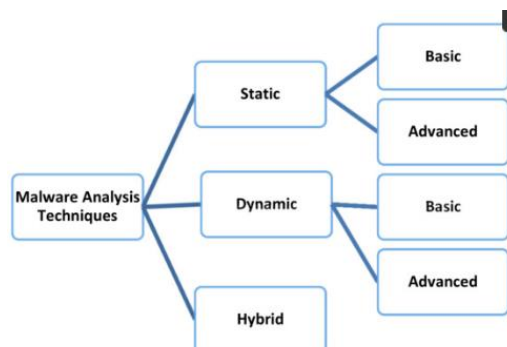 Malware Analysis
Techniques
Static
Basic
Advanced
Dynamic
Basic
Advanced
Hybrid